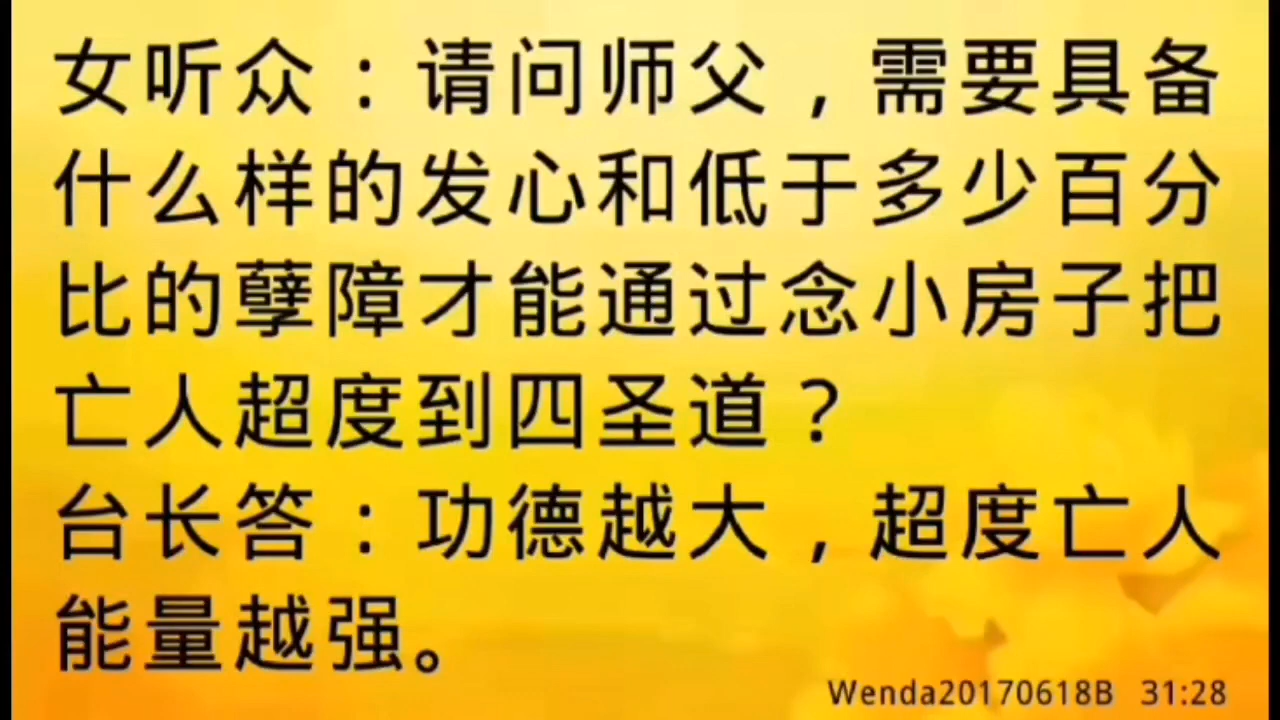 女听众：请问师父，需要具备
什么样的发心和低于多少百分
比的孽障才能通过念小房子把
亡人超度到四圣道？
台长答：功德越大，超度亡人
能量越强。
Wenda20170618B 31:28